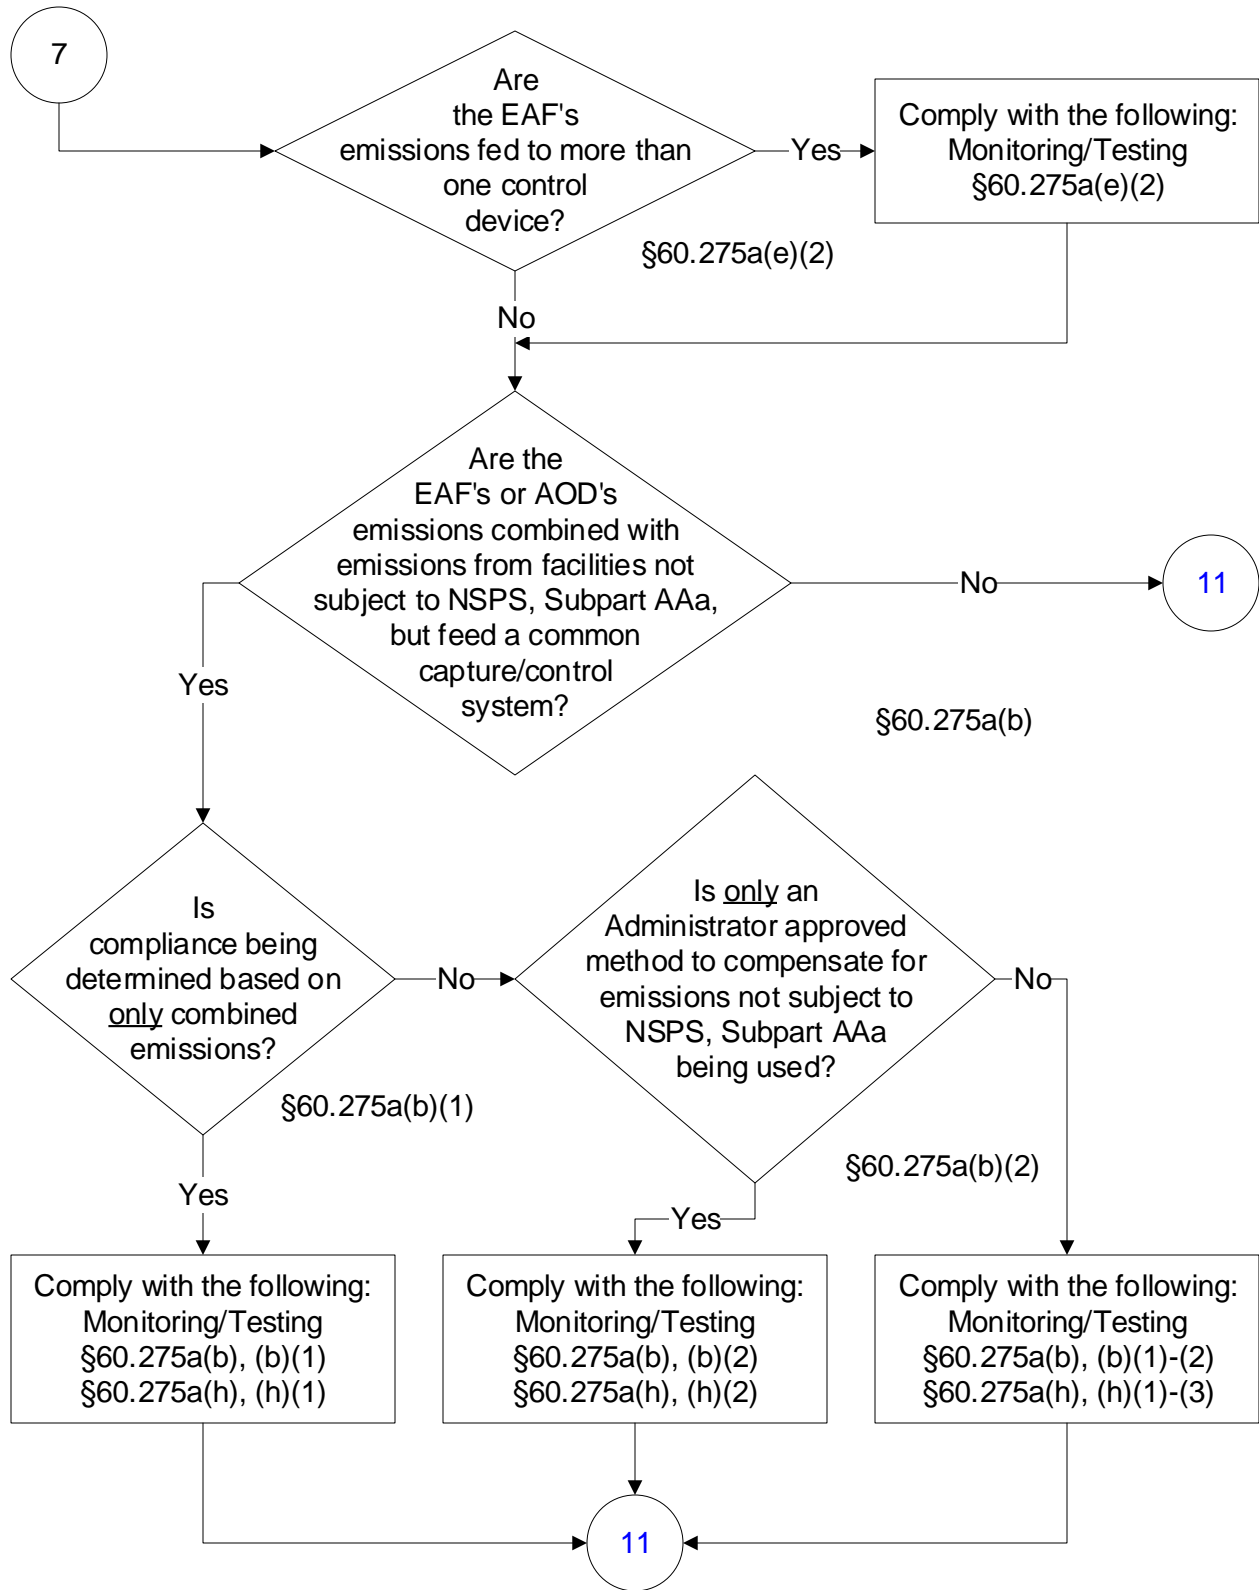 7
Are
the EAF's
emissions fed to more than
one control
device?
Yes
Comply with the following:
Monitoring/Testing
§60.275a(e)(2)
§60.275a(e)(2)
No
Are the
EAF's or AOD's
emissions combined with
emissions from facilities not
subject to NSPS, Subpart AAa,
but feed a common
capture/control
system?
No
11
Yes
§60.275a(b)
Is
compliance being
determined based on
only combined
emissions?
No
Is only an
Administrator approved
method to compensate for
emissions not subject to
NSPS, Subpart AAa
being used?
No
§60.275a(b)(1)
§60.275a(b)(2)
Yes
Yes
Comply with the following:
Monitoring/Testing
§60.275a(b), (b)(1)
§60.275a(h), (h)(1)
Comply with the following:
Monitoring/Testing
§60.275a(b), (b)(2)
§60.275a(h), (h)(2)
Comply with the following:
Monitoring/Testing
§60.275a(b), (b)(1)-(2)
§60.275a(h), (h)(1)-(3)
11